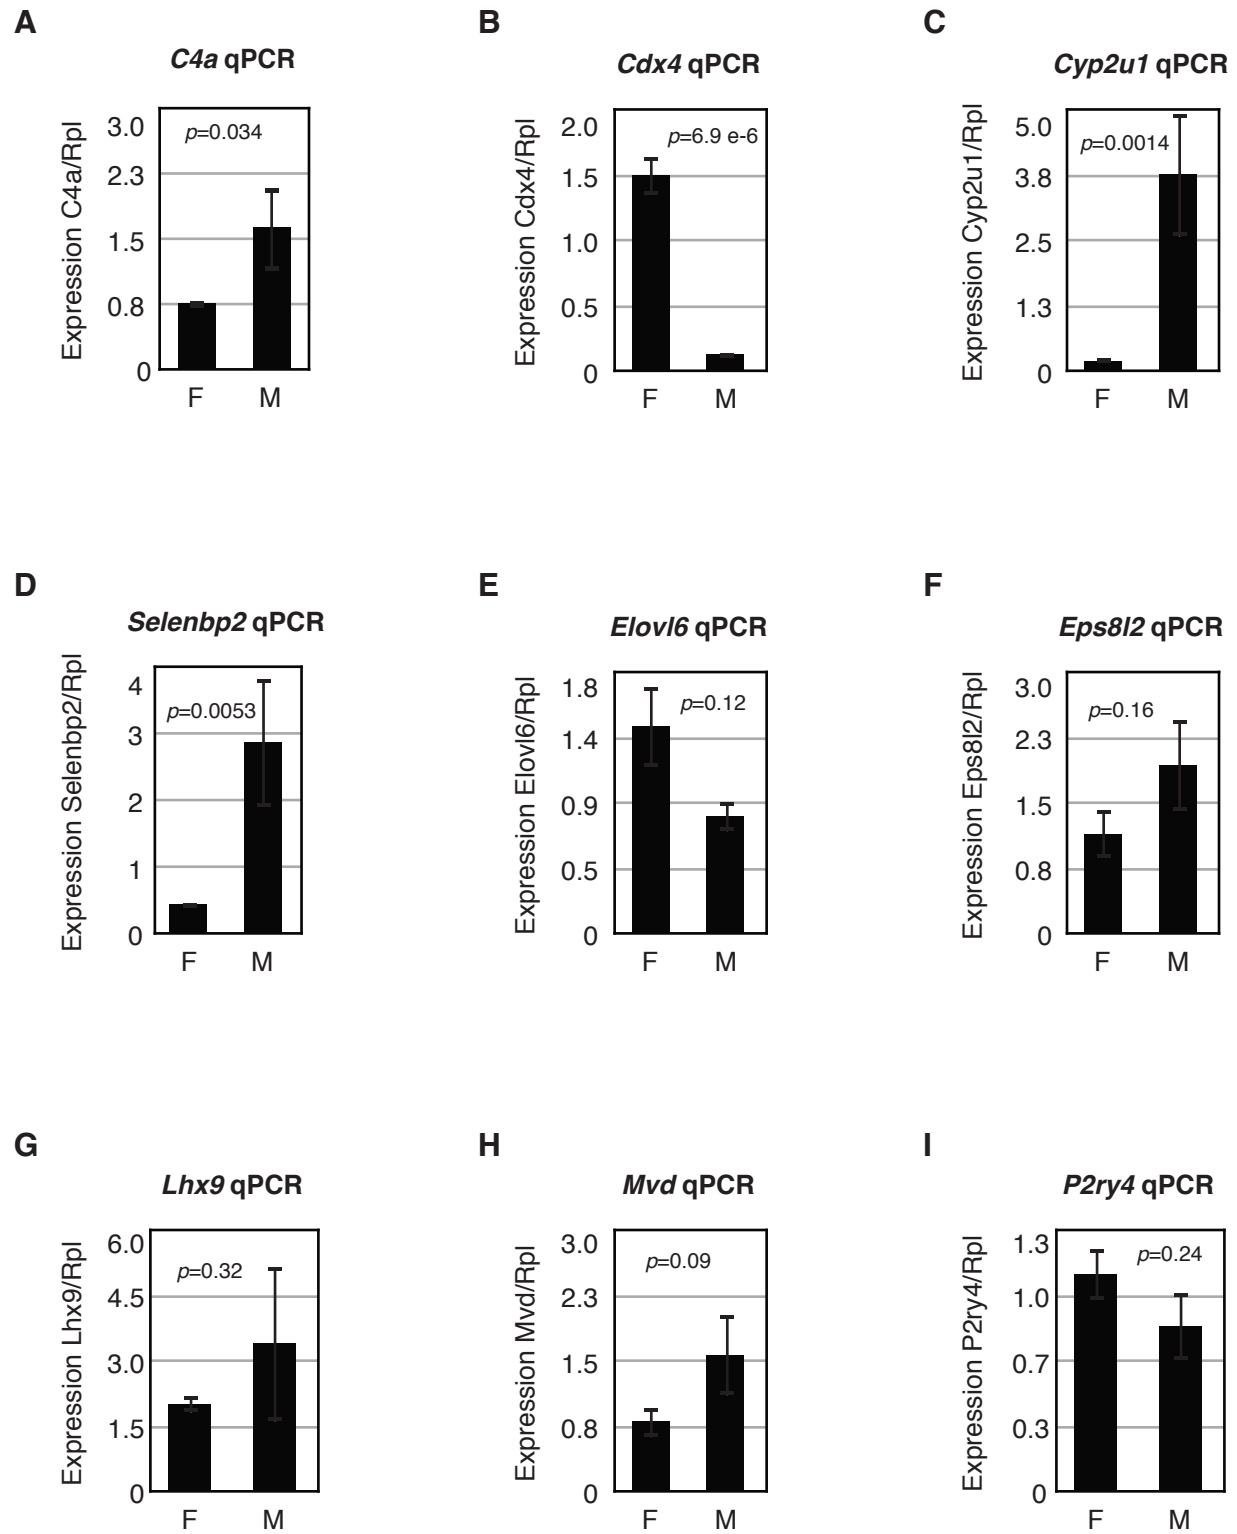 A
C4a qPCR
Expression C4a/Rpl
3.0
2.3
1.5
0.8
0
p=0.034
F M
B
Cdx4 qPCR
Expression Cdx4/Rpl
2.0
1.5
1.0
0.5
0
p=6.9 e-6
F M
C
Cyp2u1 qPCR
Expression Cyp2u1/Rpl
5.0
3.8
2.5
1.3
0
p=0.0014
F M
D
Selenbp2 qPCR
Expression Selenbp2/Rpl
4
3
2
1
0
p=0.0053
F M
E
Elovl6 qPCR
Expression Elovl6/Rpl
1.8
1.4
0.9
0.5
0
p=0.12
F M
F
Eps8l2 qPCR
Expression Eps8l2/Rpl
3.0
2.3
1.5
0.8
0
p=0.16
F M
G
Lhx9 qPCR
Expression Lhx9/Rpl
6.0
4.5
3.0
1.5
0
p=0.32
F M
H
Mvd qPCR
Expression Mvd/Rpl
3.0
2.3
1.5
0.8
0
p=0.09
F M
I
P2ry4 qPCR
Expression P2ry4/Rpl
1.3
1.0
0.7
0.3
0
p=0.24
F M